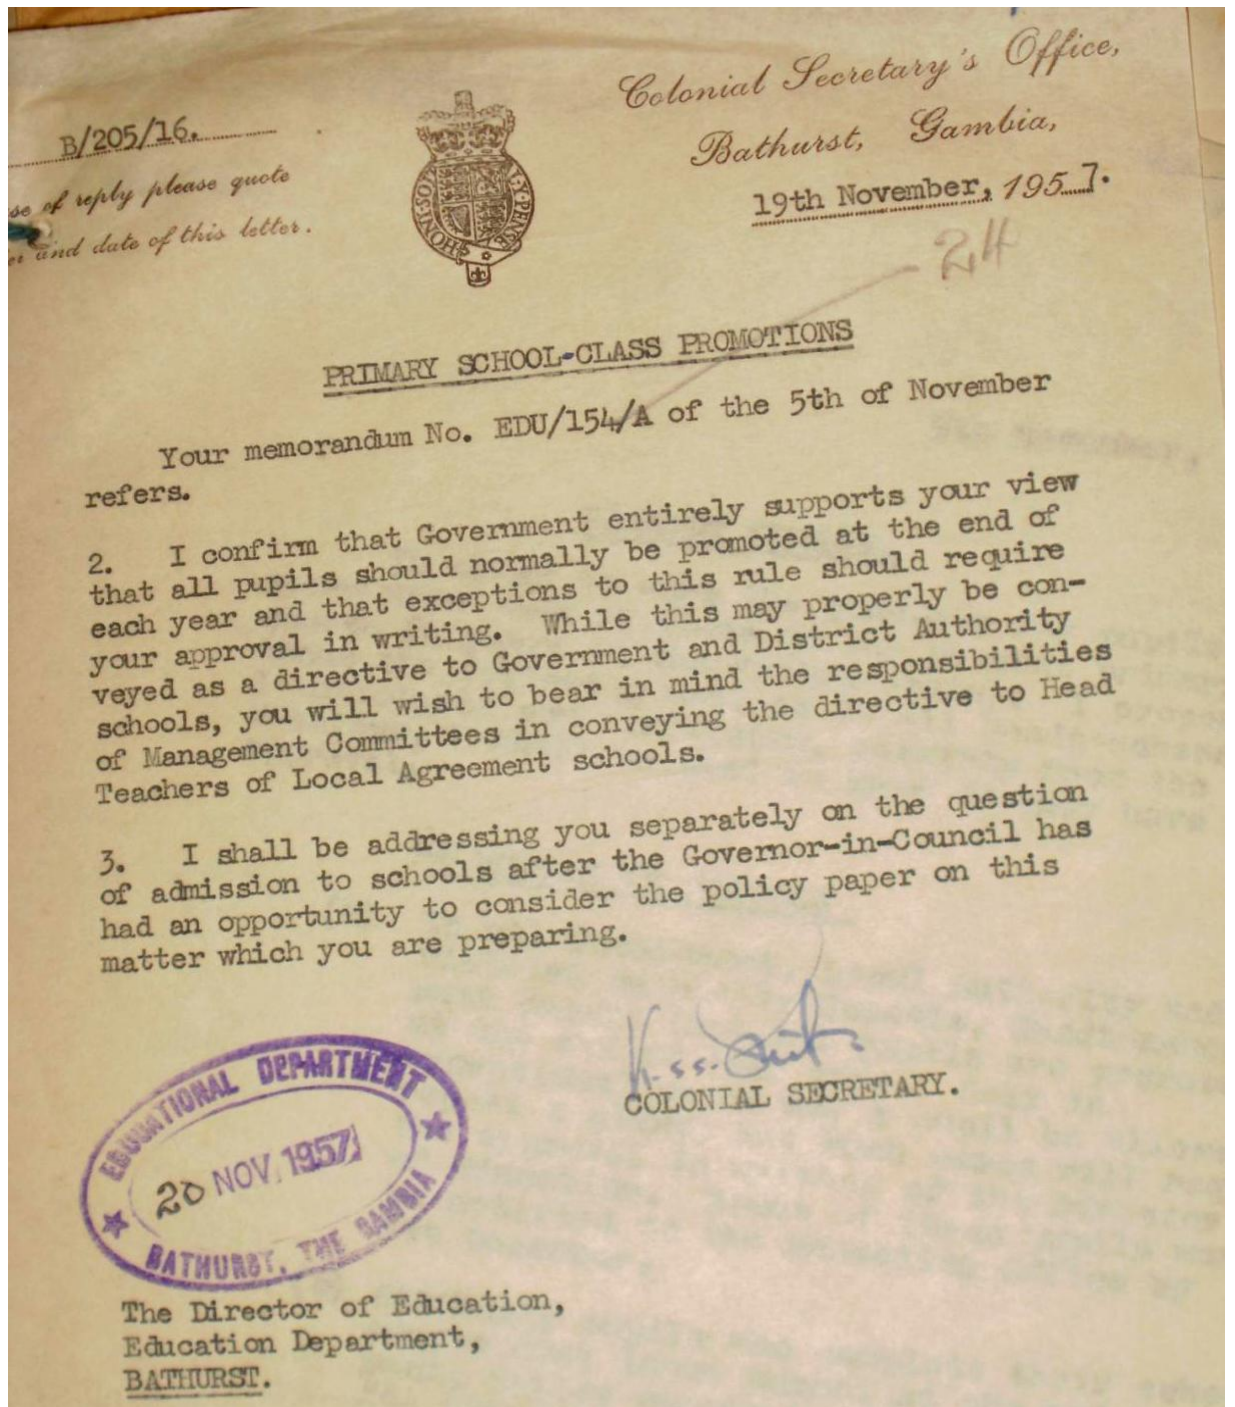 B/205/16.
of reply please quote
and date of this letter.
HONI·SOIT
Y·PENSE
Colonial Secretary's Office,
Bathurst, Gambia,
19th November, 1957.
24
PRIMARY SCHOOL-CLASS PROMOTIONS
Your memorandum No. EDU/154/A of the 5th of November
refers.
2. I confirm that Government entirely supports your view
that all pupils should normally be promoted at the end of
each year and that exceptions to this rule should require
your approval in writing. While this may properly be con-
veyed as a directive to Government and District Authority
schools, you will wish to bear in mind the responsibilities
of Management Committees in conveying the directive to Head
Teachers of Local Agreement schools.
3. I shall be addressing you separately on the question
of admission to schools after the Governor-in-Council has
had an opportunity to consider the policy paper on this
matter which you are preparing.
COLONIAL SECRETARY.
EDUCATIONAL DEPARTMENT
20 NOV. 1957
BATHURST, THE GAMBIA
The Director of Education,
Education Department,
BATHURST.